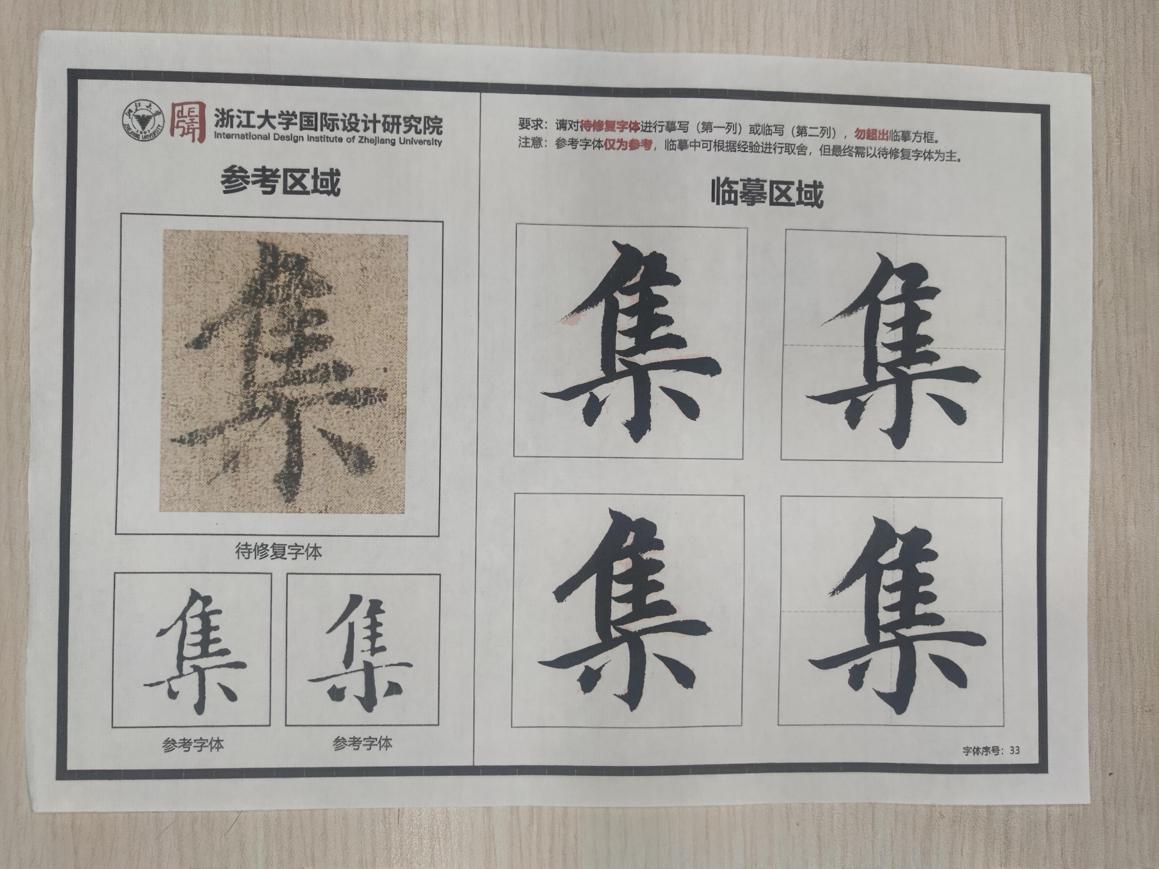 浙江大学国际设计研究院
International Design Institute of Zhejiang University
参考区域
集
待修复字体
集 集
参考字体 参考字体
要求：请对待修复字体进行摹写（第一列）或临写（第二列），勿超出临摹方框。
注意：参考字体仅为参考，临摹中可根据经验进行取舍，但最终需以待修复字体为主。
临摹区域
集 集
集 集
字体序号：33